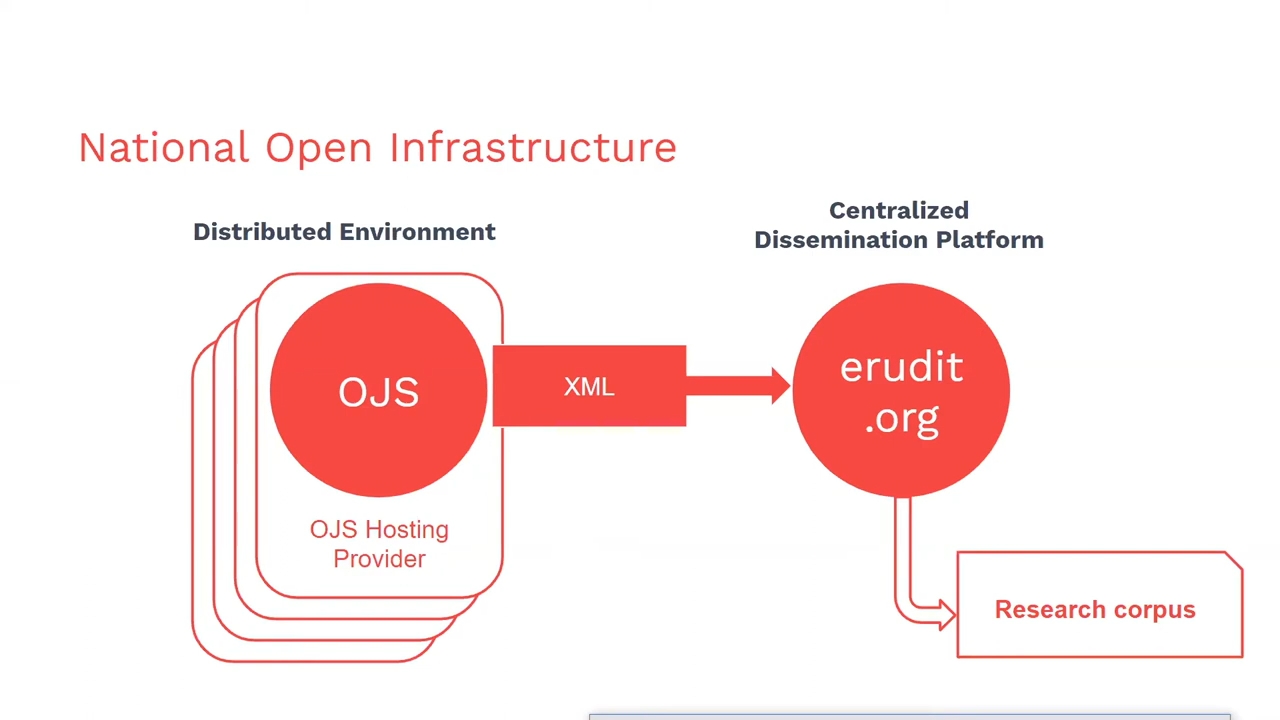 National Open Infrastructure
Distributed Environment
Centralized
Dissemination Platform
OJS
XML
erudit
.org
OJS Hosting
Provider
Research corpus